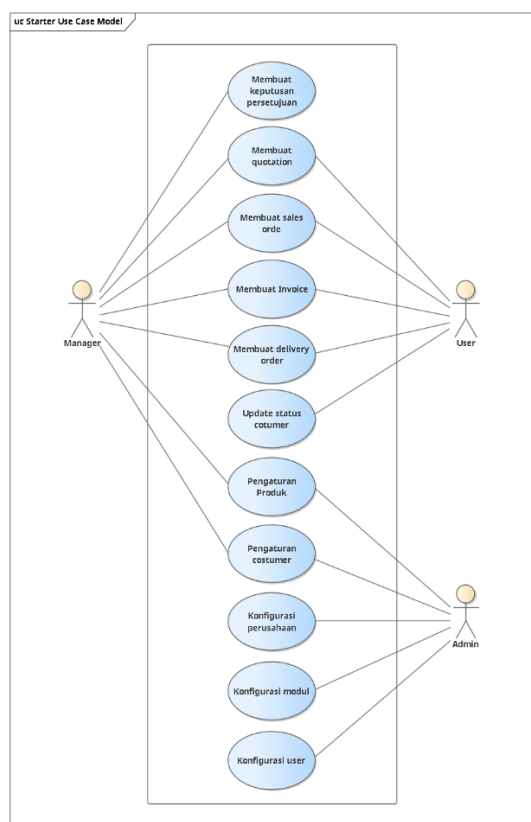 uc Starter Use Case Model
Membuat
keputusan
persetujuan
Membuat
quotation
Membuat sales
orde
Membuat Invoice
Manager
User
Membuat delivery
order
Update status
cotumer
Pengaturan
Produk
Pengaturan
costumer
Konfigurasi
perusahaan
Admin
Konfigurasi modul
Konfigurasi user